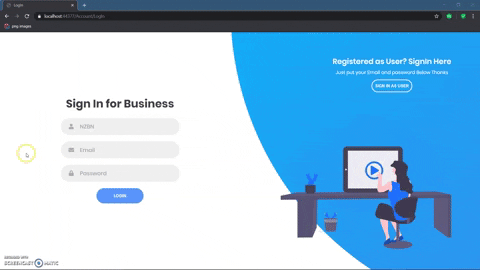 Login
localhost:44377/Account/Login
png images
Registered as User? SignIn Here
Just put your Email and password Below Thanks
SIGN IN AS USER
Sign In for Business
NZBN
Email
Password
LOGIN
RECORDED WITH
SCREENCAST MATIC